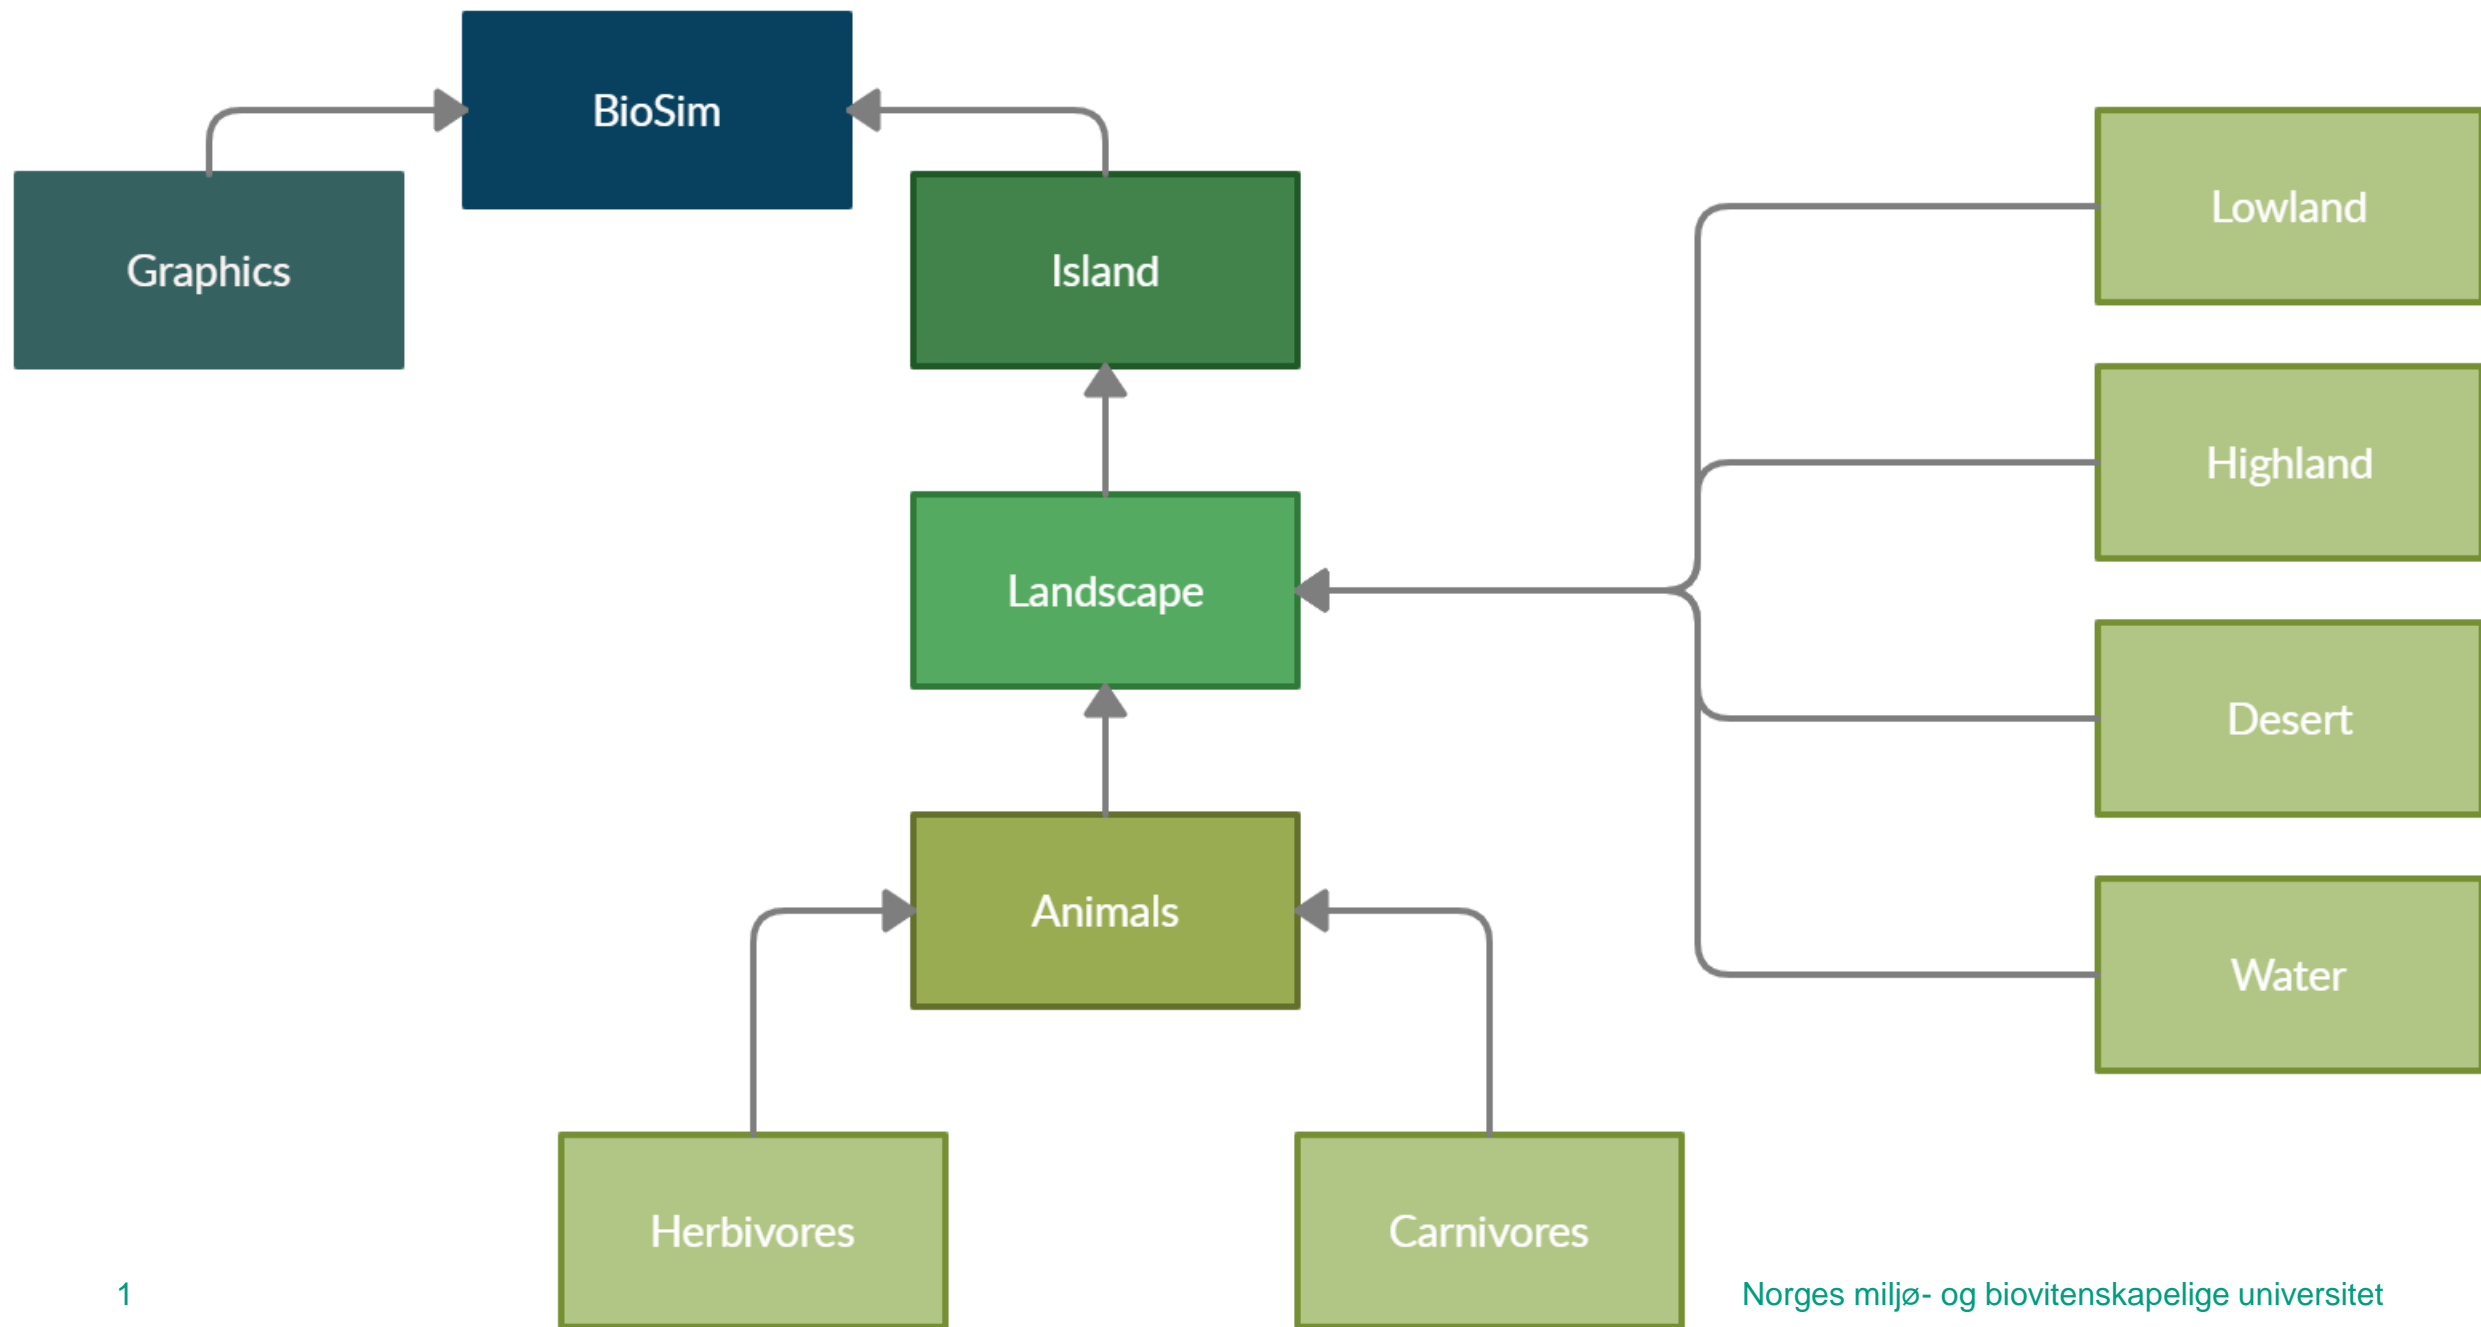 BioSim
Graphics
Island
Lowland
Highland
Landscape
Desert
Animals
Water
Herbivores
Carnivores
1
Norges miljø- og biovitenskapelige universitet